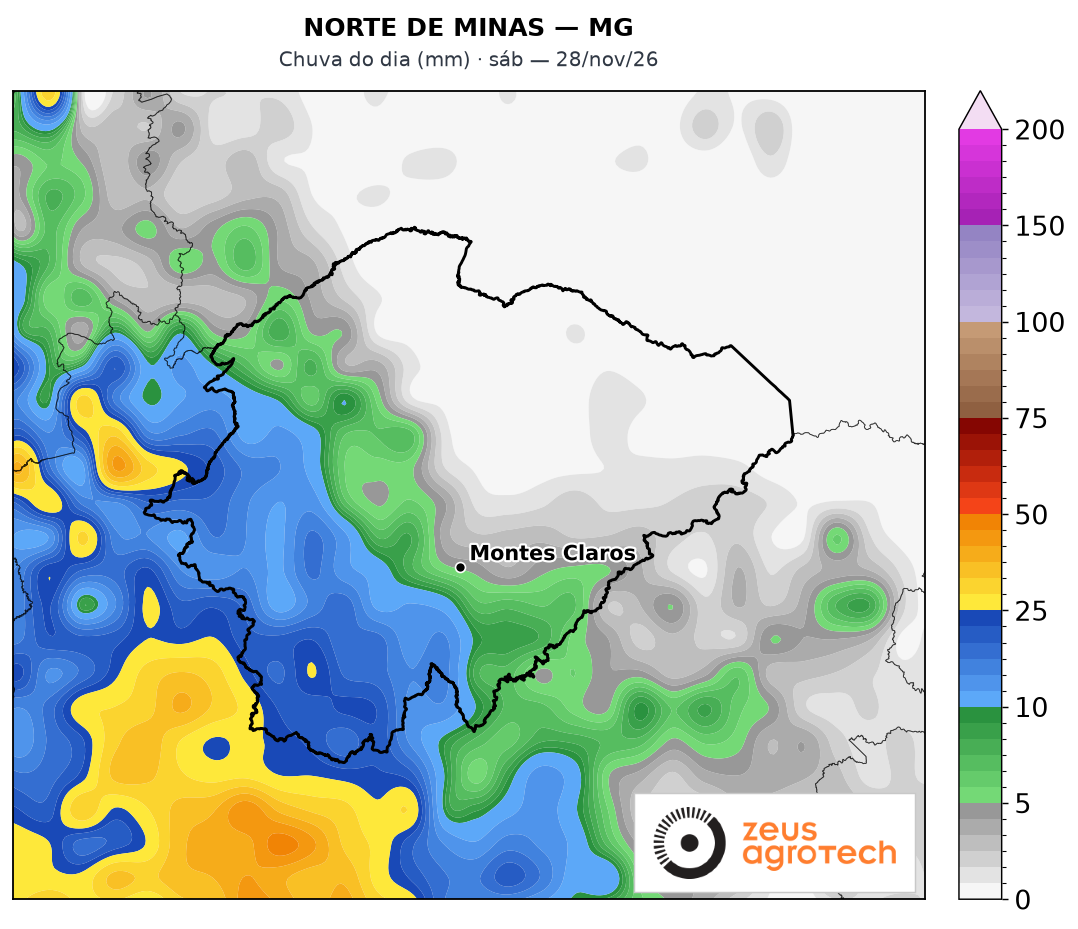 NORTE DE MINAS — MG
Chuva do dia (mm) · sáb — 28/nov/26
200
150
100
75
50
25
10
5
0
Montes Claros
zeus
agrotech